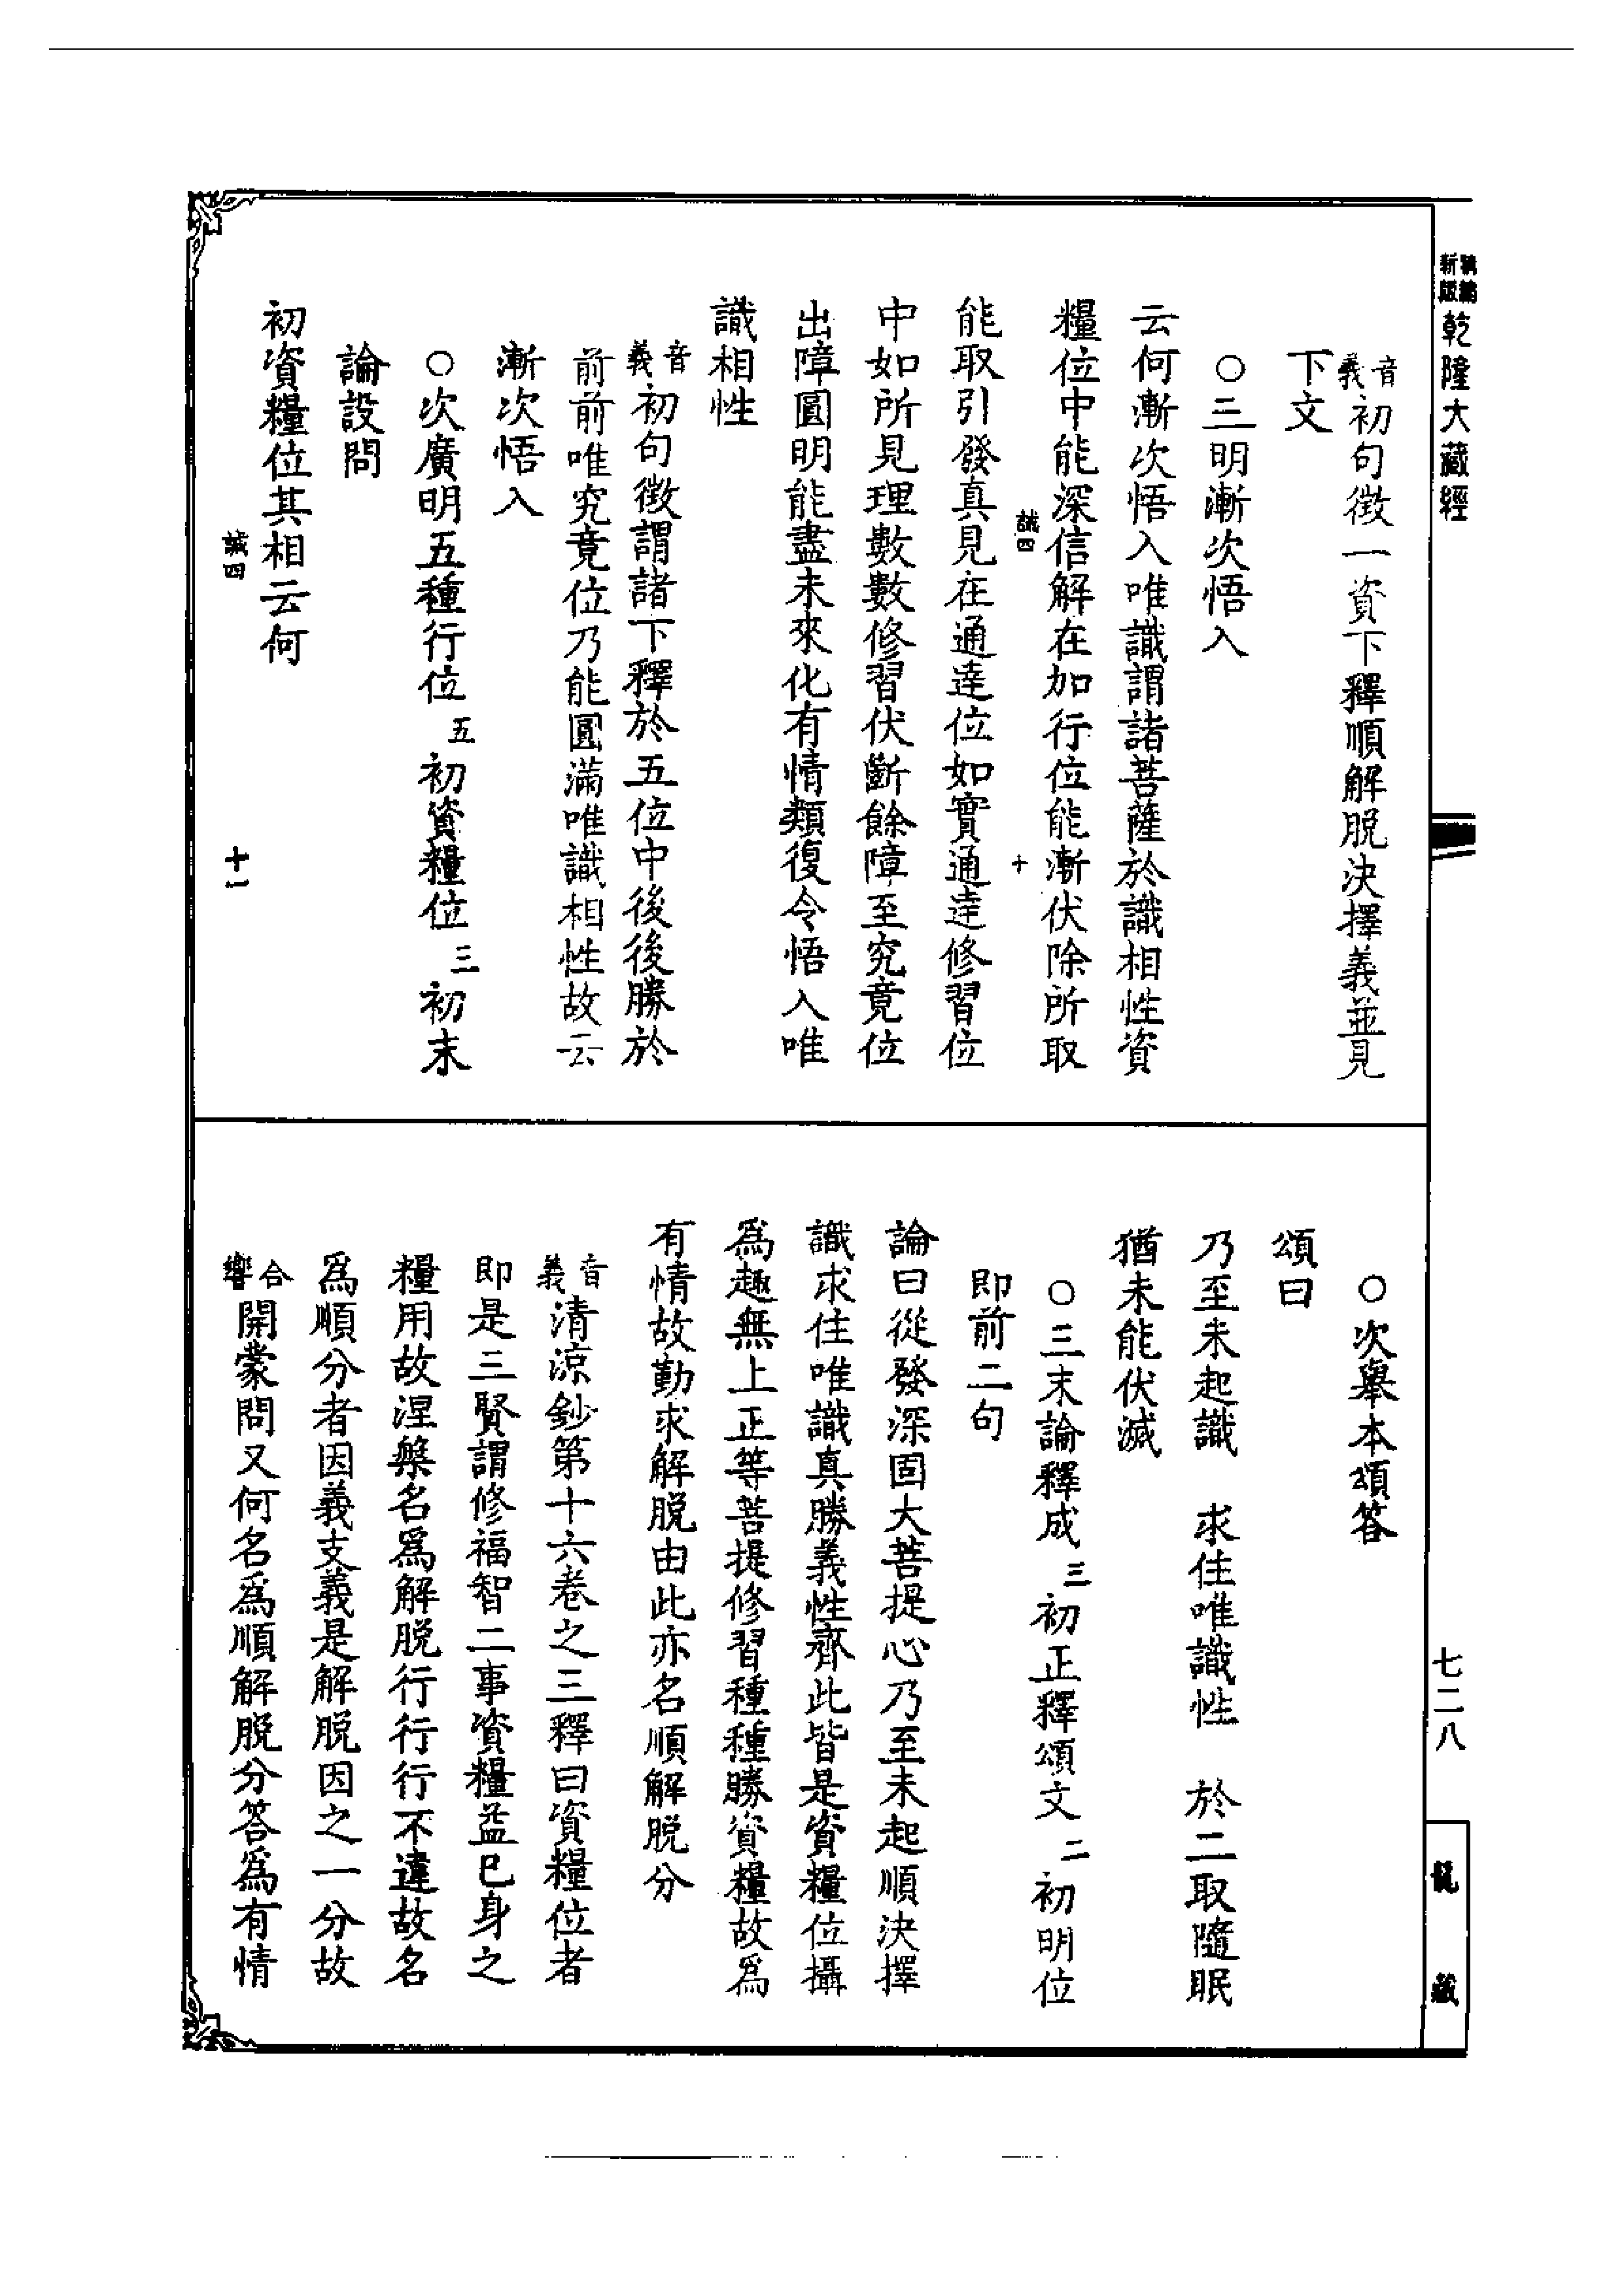 精鐫新版乾隆大藏經
音義初句徴一資下釋順解脱決擇義並見
下文
○三明漸次悟入
云何漸次悟入唯識謂諸菩薩於識相性資
糧位中能深信解在加行位能漸伏除所取
誠四 十
能取引發真見在通達位如實通達修習位
中如所見理數數修習伏斷餘障至究竟位
出障圓明能盡未來化有情類復令悟入唯
識相性
音義初句徴謂諸下釋於五位中後後勝於
前前唯究竟位乃能圓滿唯識相性故云
漸次悟入
○次廣明五種行位五初資糧位三初末
論設問
初資糧位其相云何
誠四 十一
○次舉本頌答
頌曰
乃至未起識 求住唯識性 於二取隨眠
猶未能伏滅
○三末論釋成三初正釋頌文二初明位
即前二句
論曰從發深固大菩提心乃至未起順決擇
識求住唯識真勝義性齊此皆是資糧位攝
爲趣無上正等菩提修習種種勝資糧故爲
有情故勤求解脱由此亦名順解脱分
音義清涼鈔第十六卷之三釋曰資糧位者
即是三賢謂修福智二事資糧益已身之
糧用故涅槃名爲解脱行行行不違故名
爲順分者因義支義是解脱因之一分故
合響開蒙問又何名爲順解脱分答爲有情
七二八
龍藏